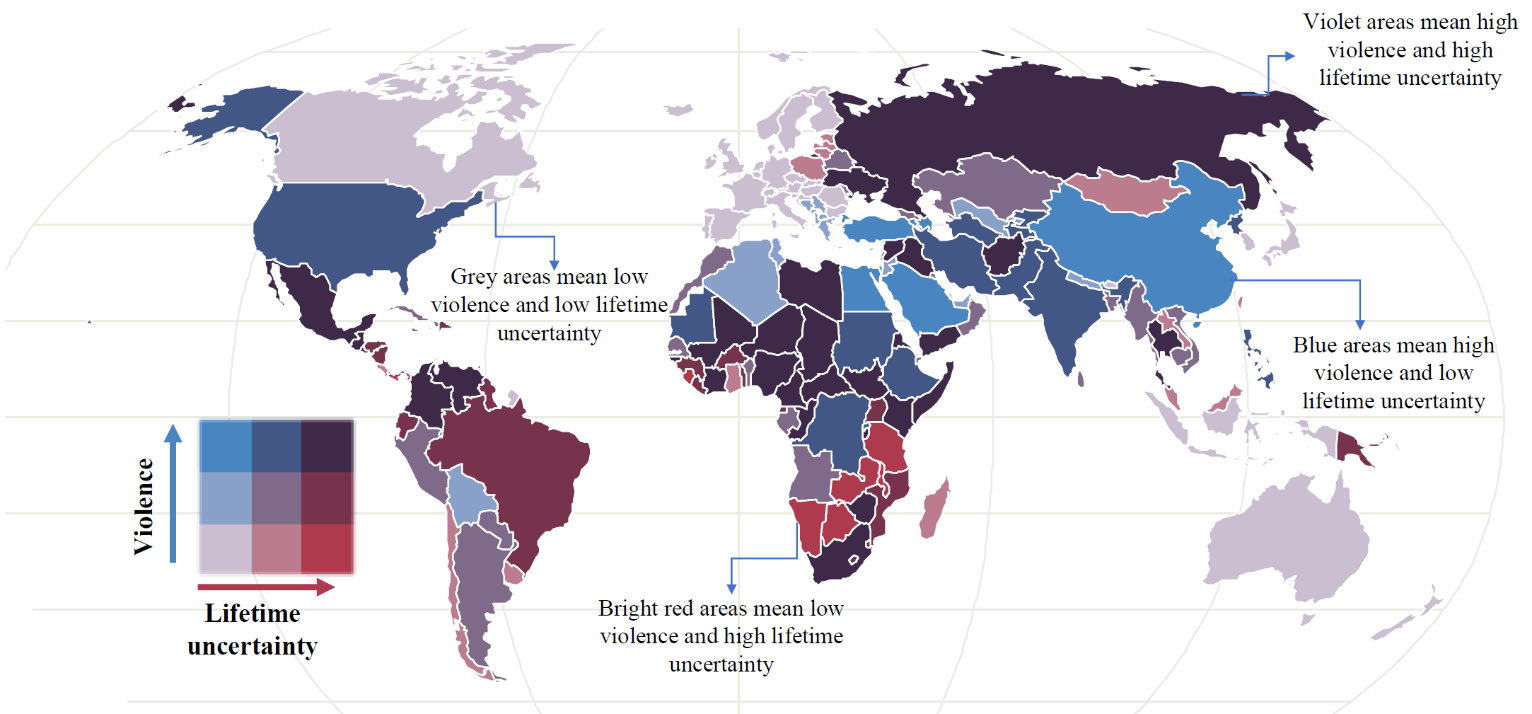 Violet areas mean high
violence and high
lifetime uncertainty
Grey areas mean low
violence and low lifetime
uncertainty
Blue areas mean high
violence and low
lifetime uncertainty
Violence
Lifetime
uncertainty
Bright red areas mean low
violence and high lifetime
uncertainty